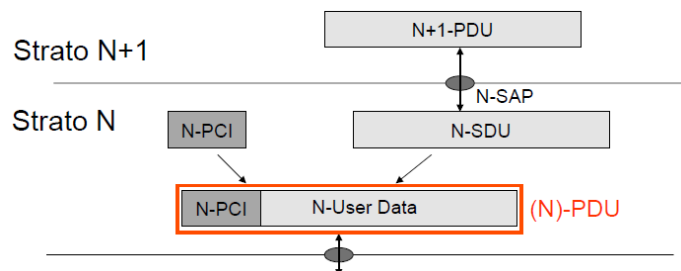 N+1-PDU
Strato N+1
N-SAP
Strato N
N-PCI
N-SDU
N-PCI
N-User Data
(N)-PDU